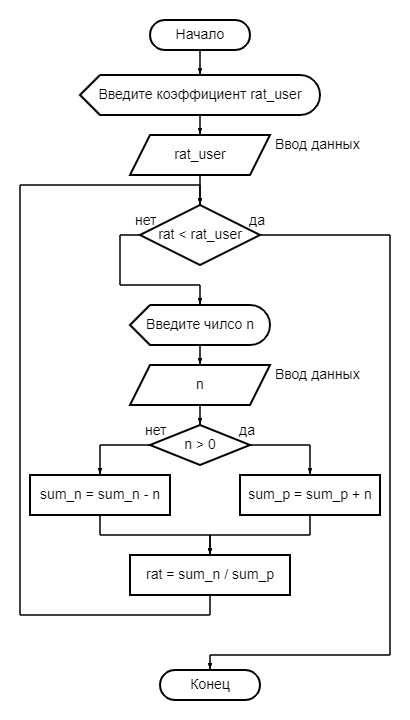 Начало
Введите коэффициент rat_user
Ввод данных
rat_user
нет
да
rat < rat_user
Введите чилсо n
Ввод данных
n
нет
да
n > 0
sum_n = sum_n - n
sum_p = sum_p + n
rat = sum_n / sum_p
Конец